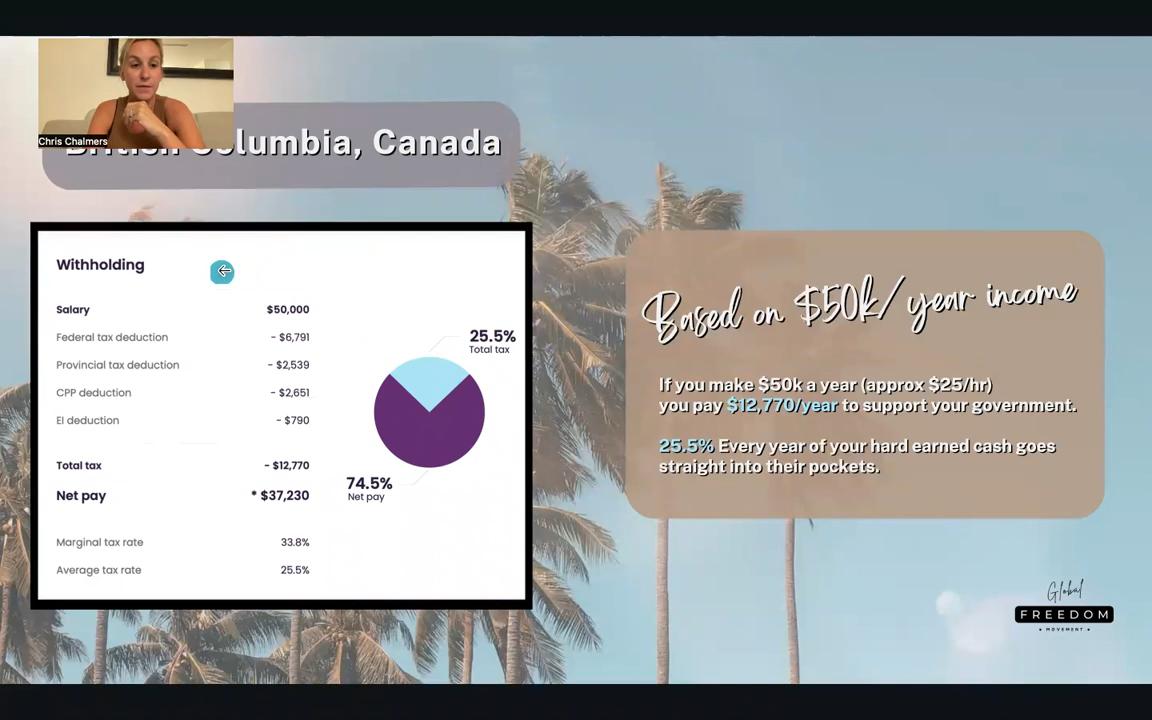 Chris Chalmers
British Columbia, Canada
Withholding
Salary $50,000
Federal tax deduction - $6,791
Provincial tax deduction - $2,539
CPP deduction - $2,651
EI deduction - $790
Total tax - $12,770
Net pay * $37,230
Marginal tax rate 33.8%
Average tax rate 25.5%
25.5%
Total tax
74.5%
Net pay
Based on $50k/year income
If you make $50k a year (approx $25/hr)
you pay $12,770/year to support your government.
25.5% Every year of your hard earned cash goes
straight into their pockets.
Global
FREEDOM
• MOVEMENT •